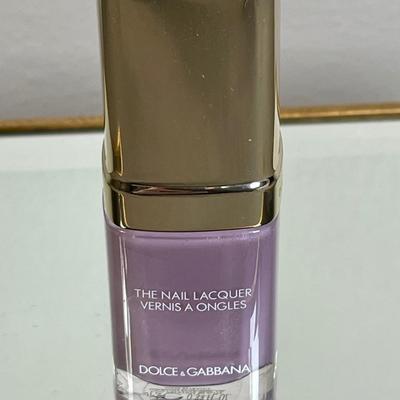 THE NAIL LACQUER
VERNIS A ONGLES
DOLCE & GABBANA